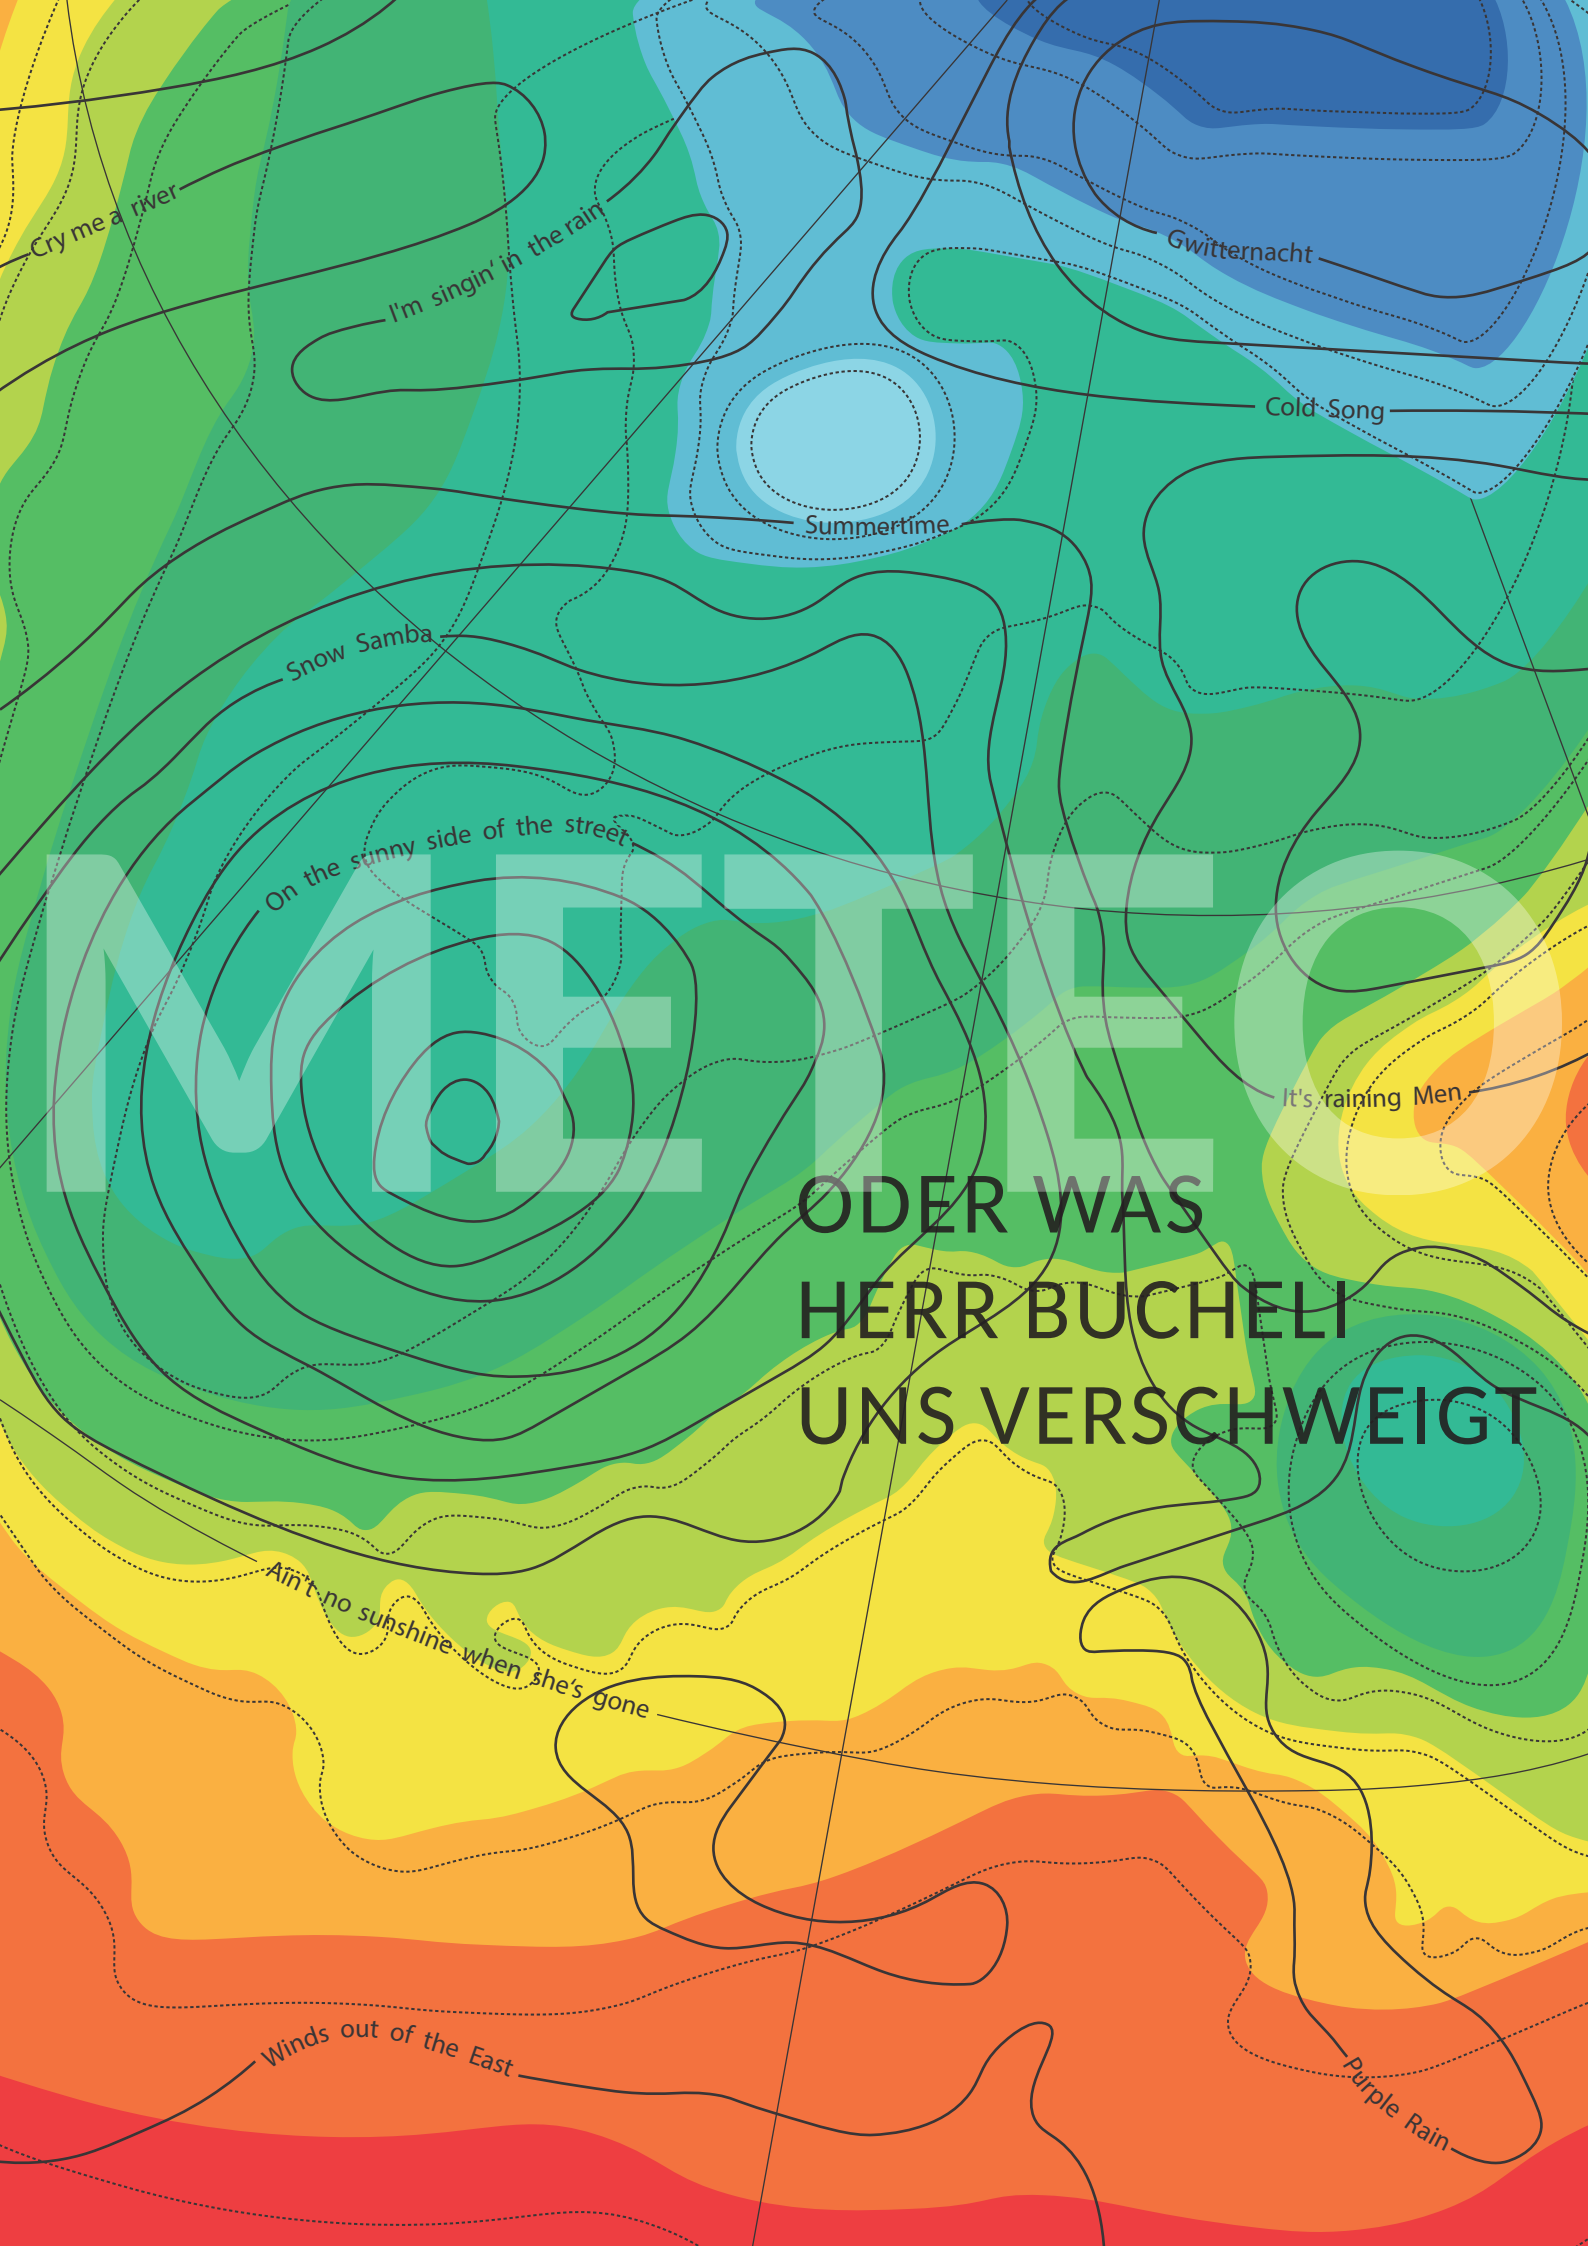 Cry me a river
I'm singin' in the rain
Gwitternacht
Cold Song
Summertime
Snow Samba
On the sunny side of the street
METEO
It's raining Men
ODER WAS
HERR BUCHELI
UNS VERSCHWEIGT
Ain't no sunshine when she's gone
Winds out of the East
Purple Rain